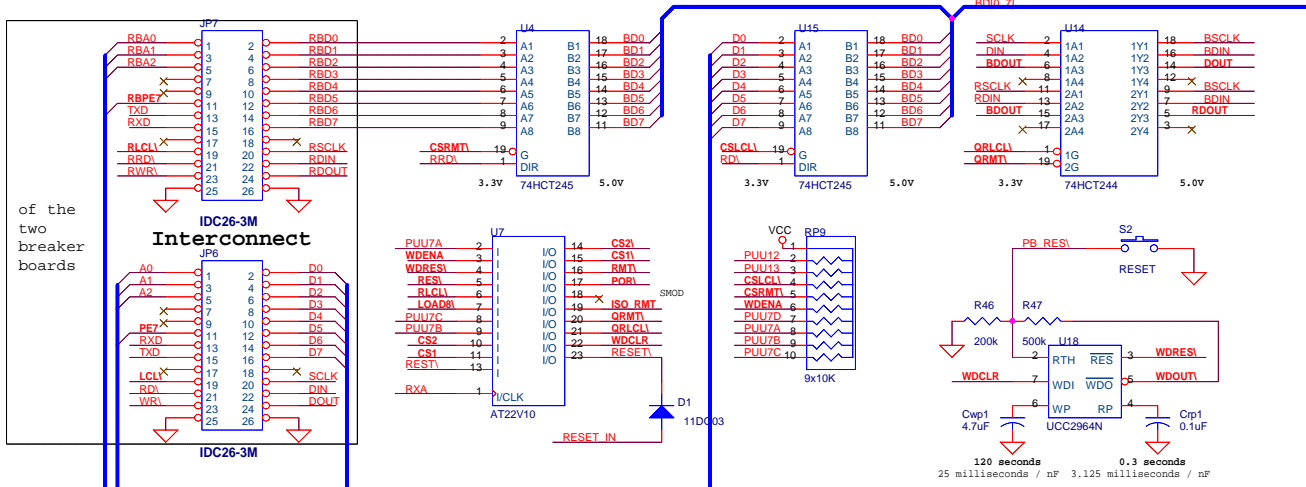 BD[0..7]
JP7 U4 U15 U14
RBA0 1 2 RBD0 2 A1 B1 18 BD0 D0 2 A1 B1 18 BD0 SCLK 2 1A1 1Y1 18 BSCLK
RBA1 3 4 RBD1 3 A2 B2 17 BD1 D1 3 A2 B2 17 BD1 DIN 4 1A2 1Y2 16 BDIN
RBA2 5 6 RBD2 4 A3 B3 16 BD2 D2 4 A3 B3 16 BD2 BDOUT 6 1A3 1Y3 14 DOUT
7 8 RBD3 5 A4 B4 15 BD3 D3 5 A4 B4 15 BD3 8 1A4 1Y4 12
9 10 RBD4 6 A5 B5 14 BD4 D4 6 A5 B5 14 BD4 RSCLK 11 2A1 2Y1 9 BSCLK
RBPE7 11 12 RBD5 7 A6 B6 13 BD5 D5 7 A6 B6 13 BD5 RDIN 13 2A2 2Y2 7 BDIN
TXD 13 14 RBD6 8 A7 B7 12 BD6 D6 8 A7 B7 12 BD6 BDOUT 15 2A3 2Y3 5 RDOUT
RXD 15 16 RBD7 9 A8 B8 11 BD7 D7 9 A8 B8 11 BD7 17 2A4 2Y4 3
17 18
RLCL\ 19 20 RSCLK CSRMT\ 19 G CSLCL\ 19 G QRLCL\ 1 1G
RRD\ 21 22 RDIN RRD\ 1 DIR RD\ 1 DIR QRMT\ 19 2G
RWR\ 23 24 RDOUT
25 26 3.3V 74HCT245 5.0V 3.3V 74HCT245 5.0V 3.3V 74HCT244 5.0V
IDC26-3M
of the
two
breaker
boards
Interconnect
JP6
A0 1 2 D0
A1 3 4 D1
A2 5 6 D2
7 8 D3
9 10 D4
PE7 11 12 D5
RXD 13 14 D6
TXD 15 16 D7
17 18
LCL\ 19 20 SCLK
RD\ 21 22 DIN
WR\ 23 24 DOUT
25 26
IDC26-3M
U7
PUU7A 2 I I/O 14 CS2\
WDENA 3 I I/O 15 CS1\
WDRES\ 4 I I/O 16 RMT\
RES\ 5 I I/O 17 POR\
RLCL\ 6 I I/O 18 SMOD
LOAD8\ 7 I I/O 19 ISO_RMT
PUU7C 8 I I/O 20 QRMT\
PUU7B 9 I I/O 21 QRLCL\
CS2 10 I I/O 22 WDCLR
CS1 11 I I/O 23 RESET\
REST\ 13 I
RXA 1 I/CLK
AT22V10
D1
11DQ03
RESET_IN
VCC RP9
1
PUU12 2
PUU13 3
CSLCL\ 4
CSRMT\ 5
WDENA 6
PUU7D 7
PUU7A 8
PUU7B 9
PUU7C 10
9x10K
S2
PB_RES\
RESET
R46 R47
200k 500k U18
2 RTH RES 3 WDRES\
WDCLR 7 WDI WDO 5 WDOUT\
6 WP RP 4
Cwp1 Crp1
4.7uF UCC2964N 0.1uF
120 seconds 0.3 seconds
25 milliseconds / nF 3.125 milliseconds / nF